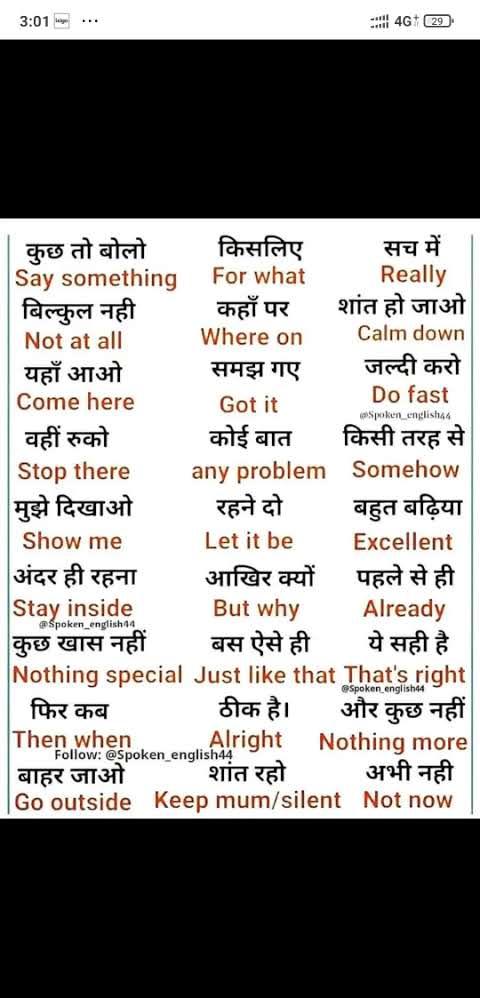 3:01 ... 4G+ 29
कुछ तो बोलो किसलिए सच में
Say something For what Really
बिल्कुल नही कहाँ पर शांत हो जाओ
Not at all Where on Calm down
यहाँ आओ समझ गए जल्दी करो
Come here Got it Do fast
@Spoken_english44
वहीं रुको कोई बात किसी तरह से
Stop there any problem Somehow
मुझे दिखाओ रहने दो बहुत बढ़िया
Show me Let it be Excellent
अंदर ही रहना आखिर क्यों पहले से ही
Stay inside But why Already
@Spoken_english44
कुछ खास नहीं बस ऐसे ही ये सही है
Nothing special Just like that That's right
@Spoken_english44
फिर कब ठीक है। और कुछ नहीं
Then when Alright Nothing more
Follow: @Spoken_english44
बाहर जाओ शांत रहो अभी नही
Go outside Keep mum/silent Not now